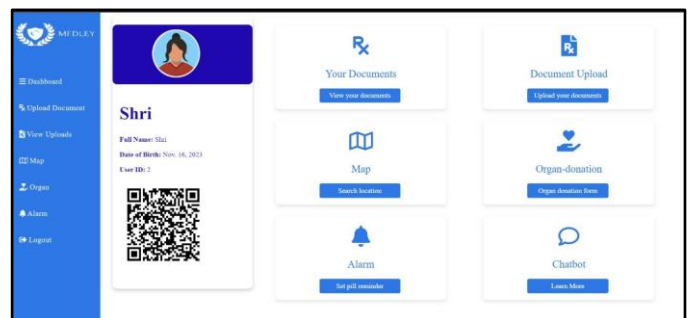 MEDLEY
Dashboard
Upload Document
View Uploads
Map
Organ
Alarm
Logout
Shri
Full Name: Shri
Date of Birth: Nov. 16, 2023
User ID: 2
Your Documents
View your documents
Document Upload
Upload your documents
Map
Search location
Organ-donation
Organ donation form
Alarm
Set pill reminder
Chatbot
Learn More